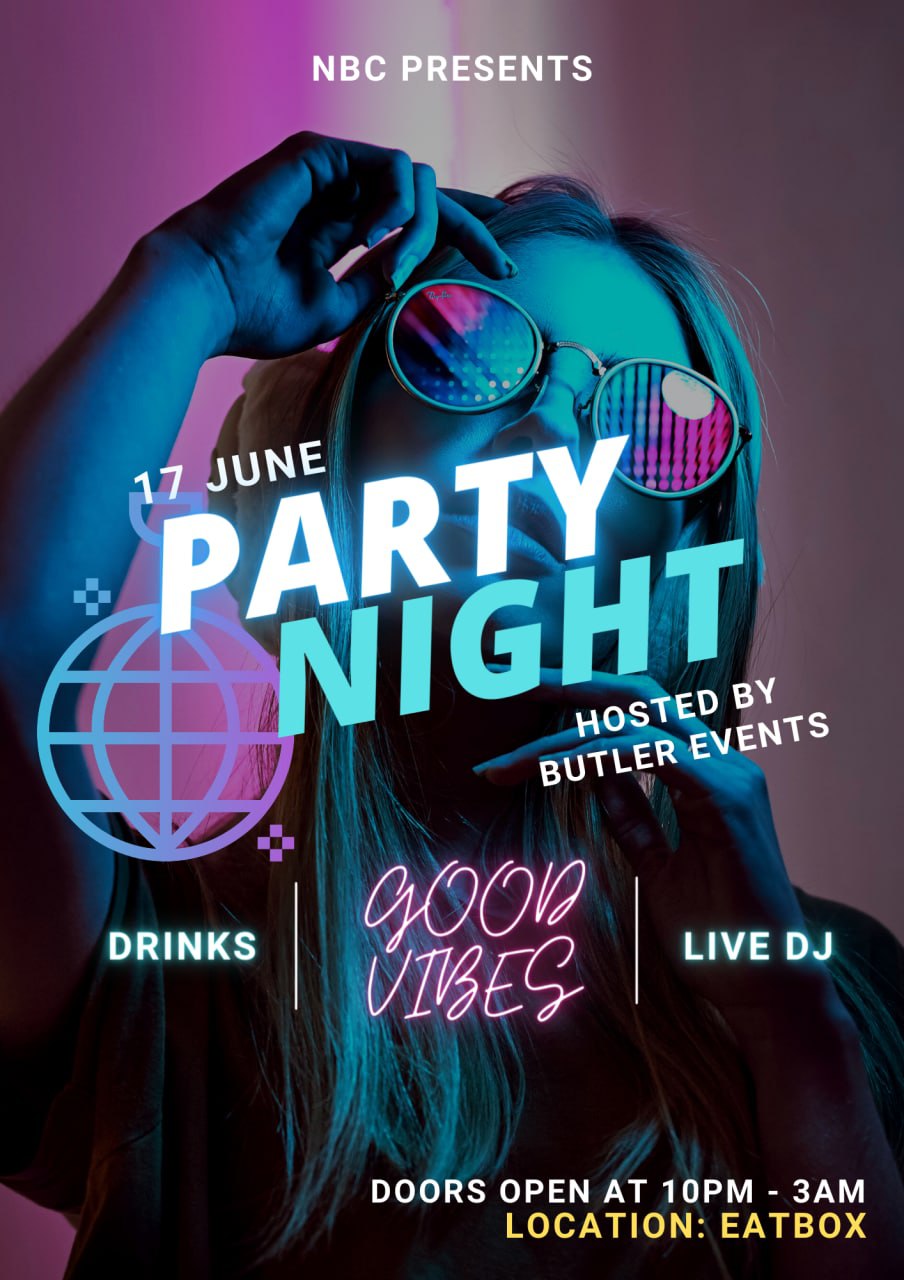 NBC PRESENTS
17 JUNE
PARTY
NIGHT
HOSTED BY
BUTLER EVENTS
DRINKS
GOOD
VIBES
LIVE DJ
DOORS OPEN AT 10PM - 3AM
LOCATION: EATBOX